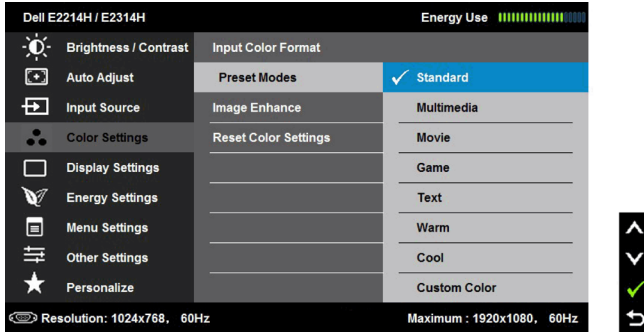 Dell E2214H / E2314H
Energy Use
Brightness / Contrast
Input Color Format
Auto Adjust
Preset Modes
Standard
Input Source
Image Enhance
Multimedia
Color Settings
Reset Color Settings
Movie
Display Settings
Game
Energy Settings
Text
Menu Settings
Warm
Other Settings
Cool
Personalize
Custom Color
Resolution: 1024x768, 60Hz
Maximum : 1920x1080, 60Hz